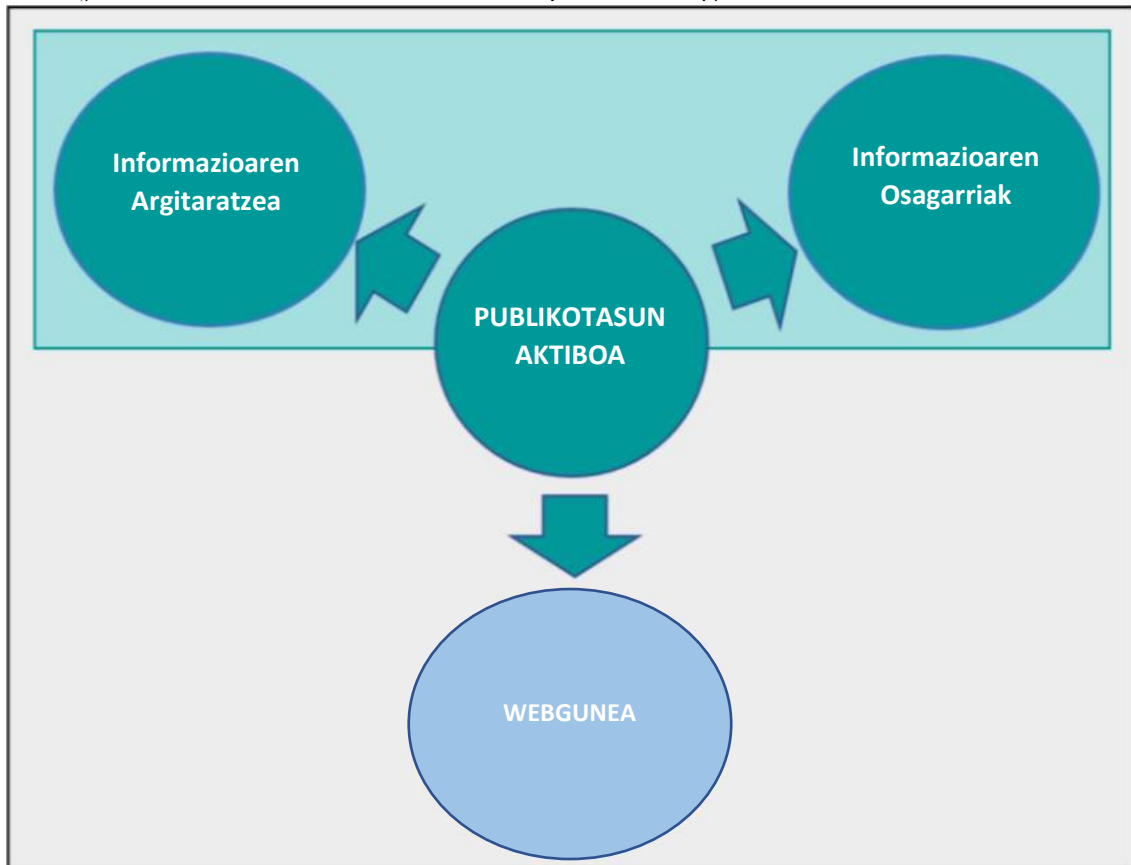 Informazioaren
Argitaratzea
Informazioaren
Osagarriak
PUBLIKOTASUN
AKTIBOA
WEBGUNEA